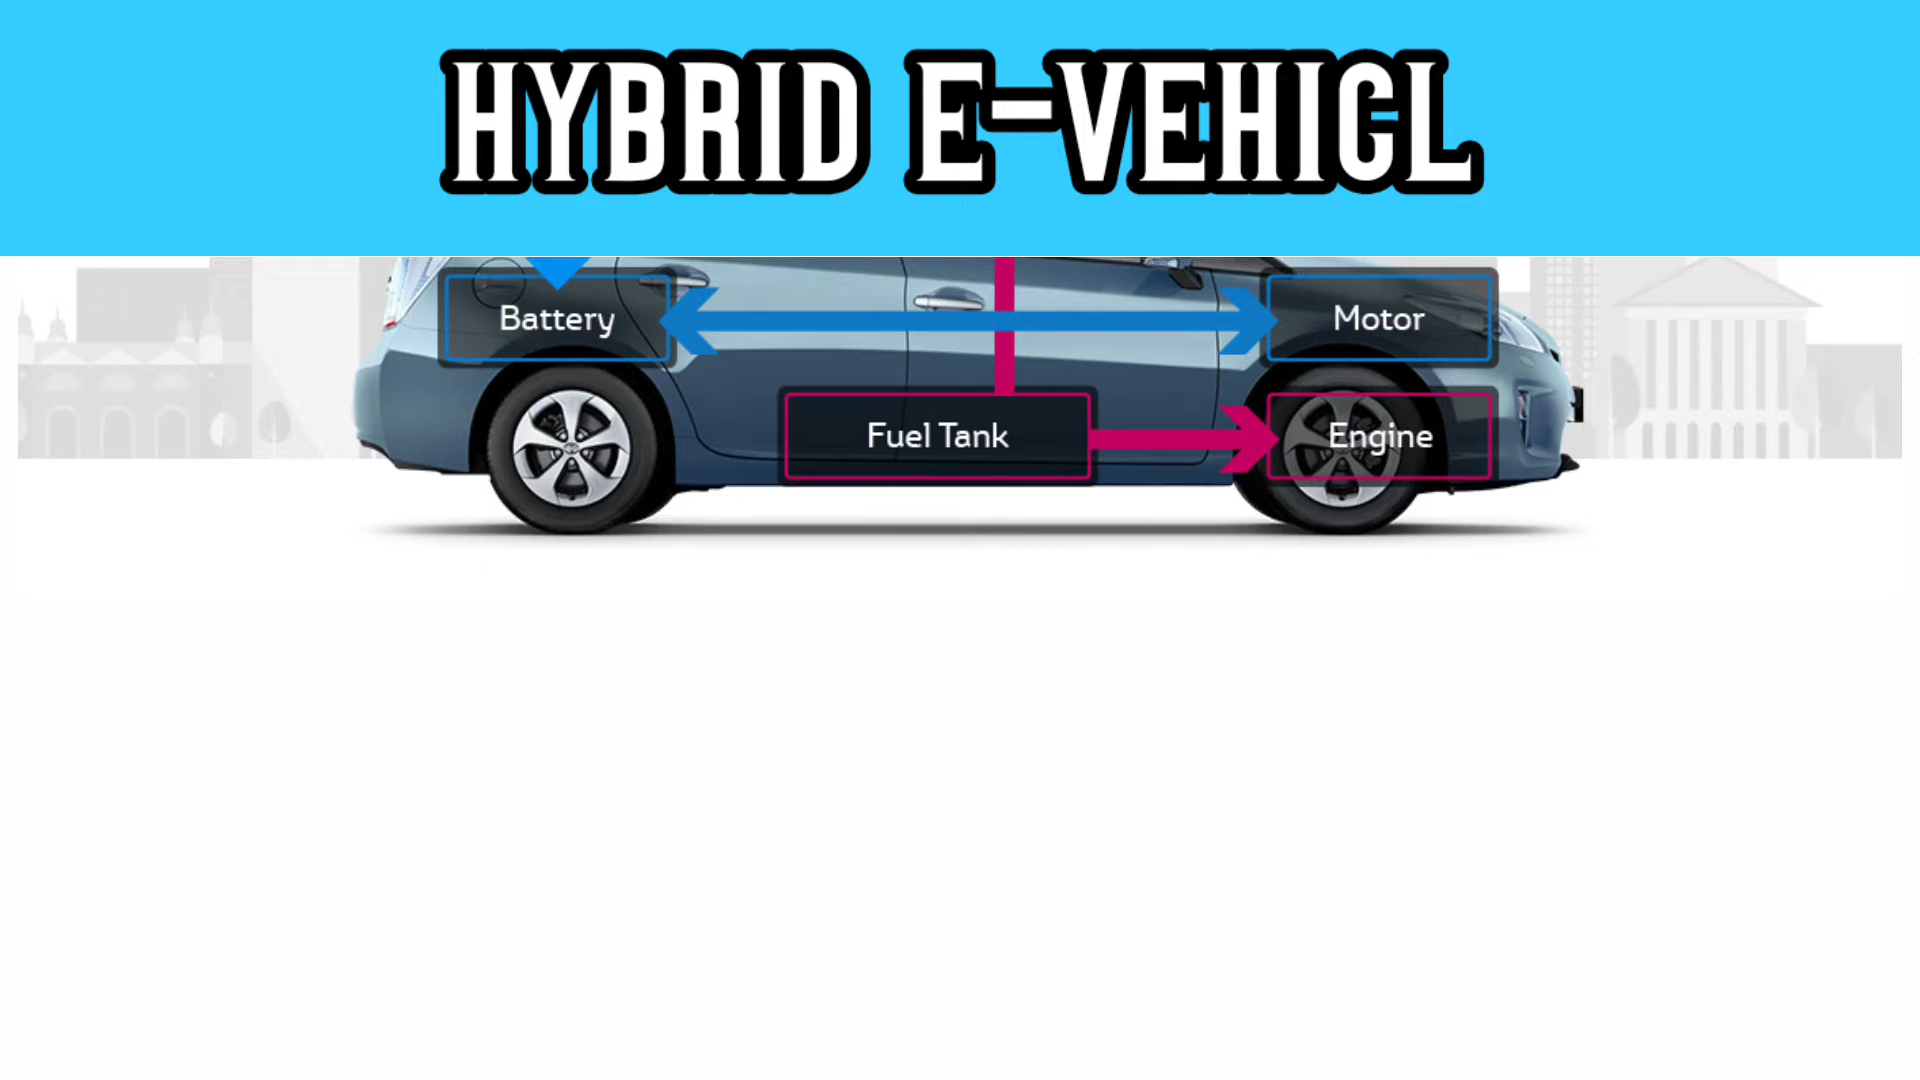 HYBRID E-VEHICL
Battery
Motor
Fuel Tank
Engine